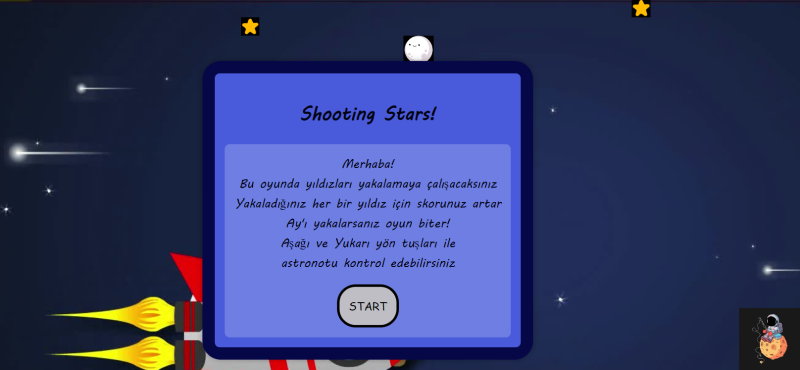 Shooting Stars!
Merhaba!
Bu oyunda yıldızları yakalamaya çalışacaksınız
Yakaladığınız her bir yıldız için skorunuz artar
Ay'ı yakalarsanız oyun biter!
Aşağı ve Yukarı yön tuşları ile
astronotu kontrol edebilirsiniz
START